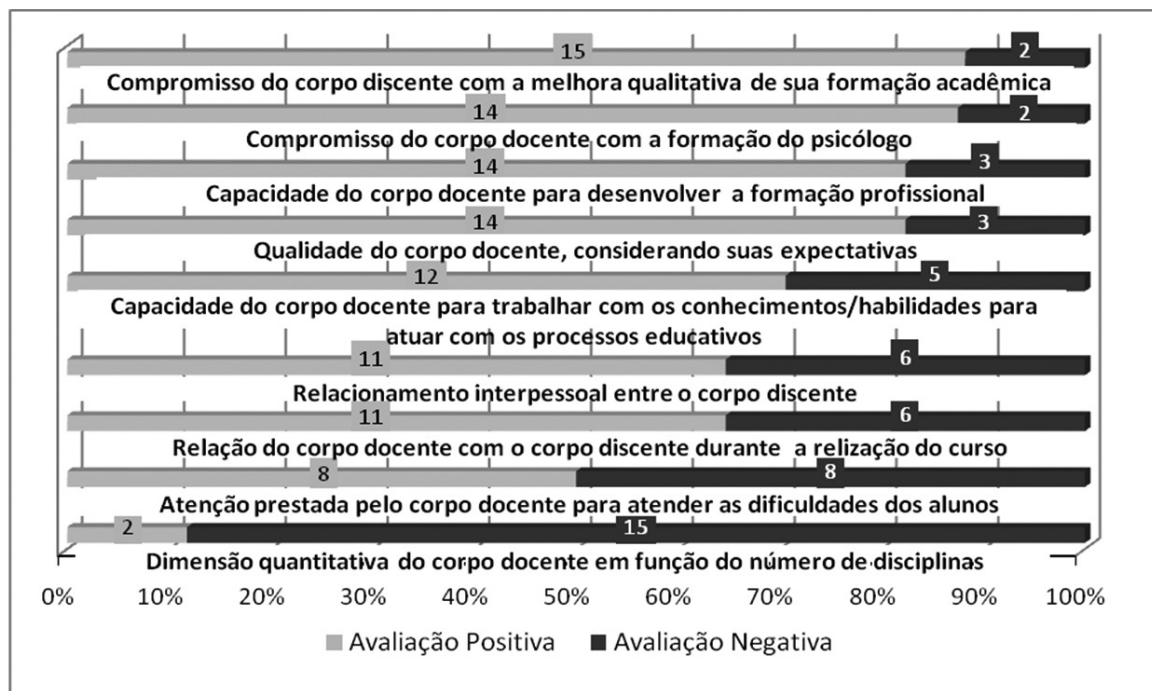 15 2
Compromisso do corpo discente com a melhora qualitativa de sua formação acadêmica
14 2
Compromisso do corpo docente com a formação do psicólogo
14 3
Capacidade do corpo docente para desenvolver a formação profissional
14 3
Qualidade do corpo docente, considerando suas expectativas
12 5
Capacidade do corpo docente para trabalhar com os conhecimentos/habilidades para
atuar com os processos educativos
11 6
Relacionamento interpessoal entre o corpo discente
11 6
Relação do corpo docente com o corpo discente durante a relização do curso
8 8
Atenção prestada pelo corpo docente para atender as dificuldades dos alunos
2 15
Dimensão quantitativa do corpo docente em função do número de disciplinas
0% 10% 20% 30% 40% 50% 60% 70% 80% 90% 100%
Avaliação Positiva Avaliação Negativa